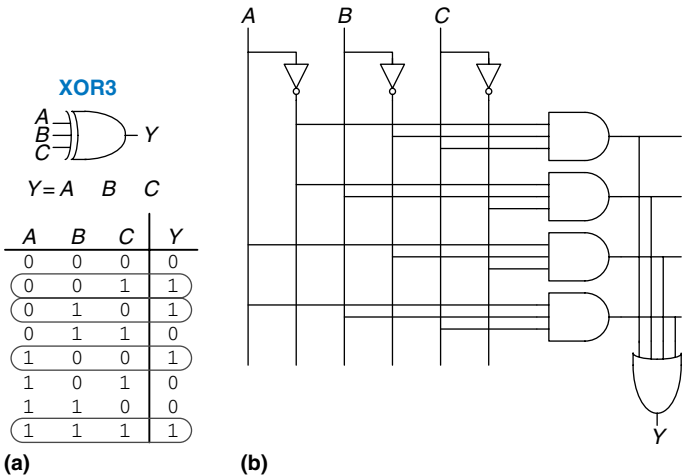 XOR3
A
B
C
Y
Y = A B C
A B C Y
0 0 0 0
0 0 1 1
0 1 0 1
0 1 1 0
1 0 0 1
1 0 1 0
1 1 0 0
1 1 1 1
(a)
A B C
Y
(b)